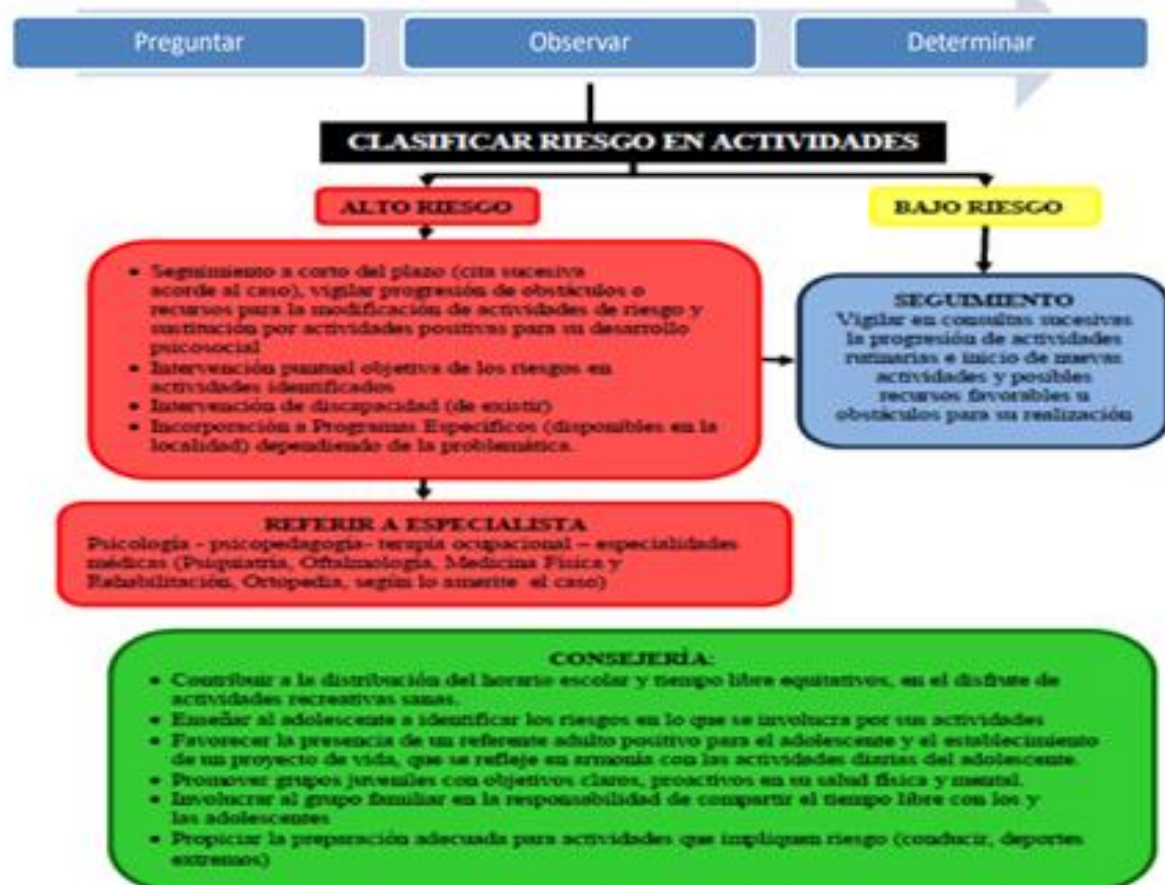 Preguntar
Observar
Determinar
CLASIFICAR RIESGO EN ACTIVIDADES
ALTO RIESGO
BAJO RIESGO
• Seguimiento a corto del plazo (cita sucesiva
acorde al caso), vigilar progresión de obstáculos o
recursos para la modificación de actividades de riesgo y
sustitución por actividades positivas para su desarrollo
psicosocial
• Intervención puntual objetiva de los riesgos en
actividades identificados
• Intervención de discapacidad (de existir)
• Incorporación a Programas Específicos (disponibles en la
localidad) dependiendo de la problemática.
SEGUIMIENTO
Vigilar en consultas sucesivas
la progresión de actividades
rutinarias e inicio de nuevas
actividades y posibles
recursos favorables u
obstáculos para su realización
REFERIR A ESPECIALISTA
Psicología - psicopedagogía- terapia ocupacional – especialidades
médicas (Psiquiatría, Oftalmología, Medicina Física y
Rehabilitación, Ortopedia, según lo amerite el caso)
CONSEJERÍA:
• Contribuir a la distribución del horario escolar y tiempo libre equitativos, en el disfrute de
actividades recreativas sanas.
• Enseñar al adolescente a identificar los riesgos en lo que se involucra por sus actividades
• Favorecer la presencia de un referente adulto positivo para el adolescente y el establecimiento
de un proyecto de vida, que se refleje en armonía con las actividades diarias del adolescente.
• Promover grupos juveniles con objetivos claros, proactivos en su salud física y mental.
• Involucrar al grupo familiar en la responsabilidad de compartir el tiempo libre con los y
las adolescentes
• Propiciar la preparación adecuada para actividades que impliquen riesgo (conducir, deportes
extremos)